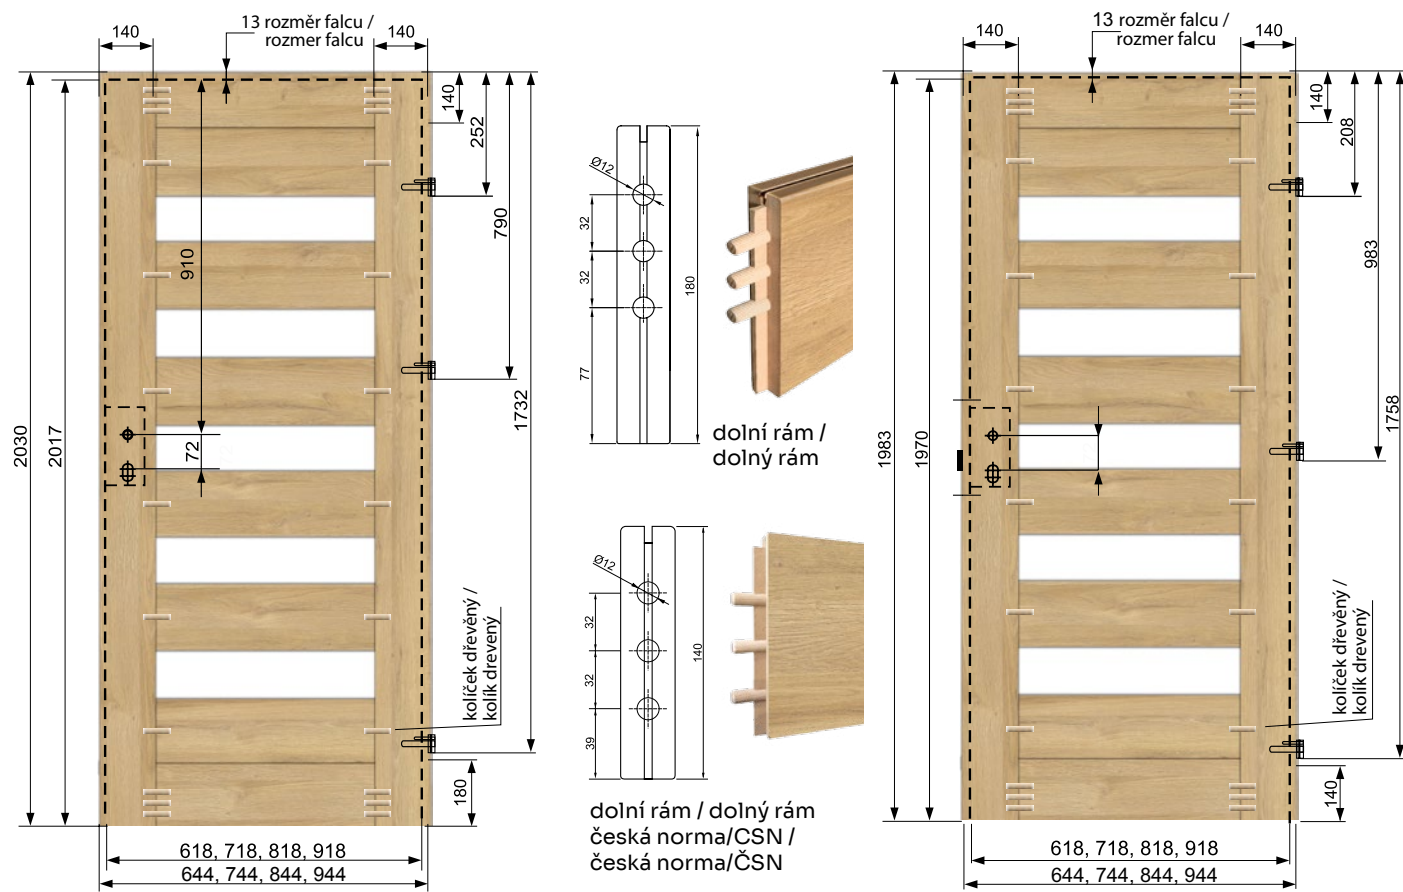 13 rozměr falcu /
rozmer falcu
140
140
140
252
790
910
1732
2030
2017
72
kolíček dřevěný /
kolík drevený
180
618, 718, 818, 918
644, 744, 844, 944
Ø12
32
32
77
180
dolní rám /
dolný rám
Ø12
32
32
39
140
dolní rám / dolný rám
česká norma/CSN /
česká norma/ČSN
13 rozměr falcu /
rozmer falcu
140
140
140
208
983
1758
1983
1970
kolíček dřevěný /
kolík drevený
140
618, 718, 818, 918
644, 744, 844, 944